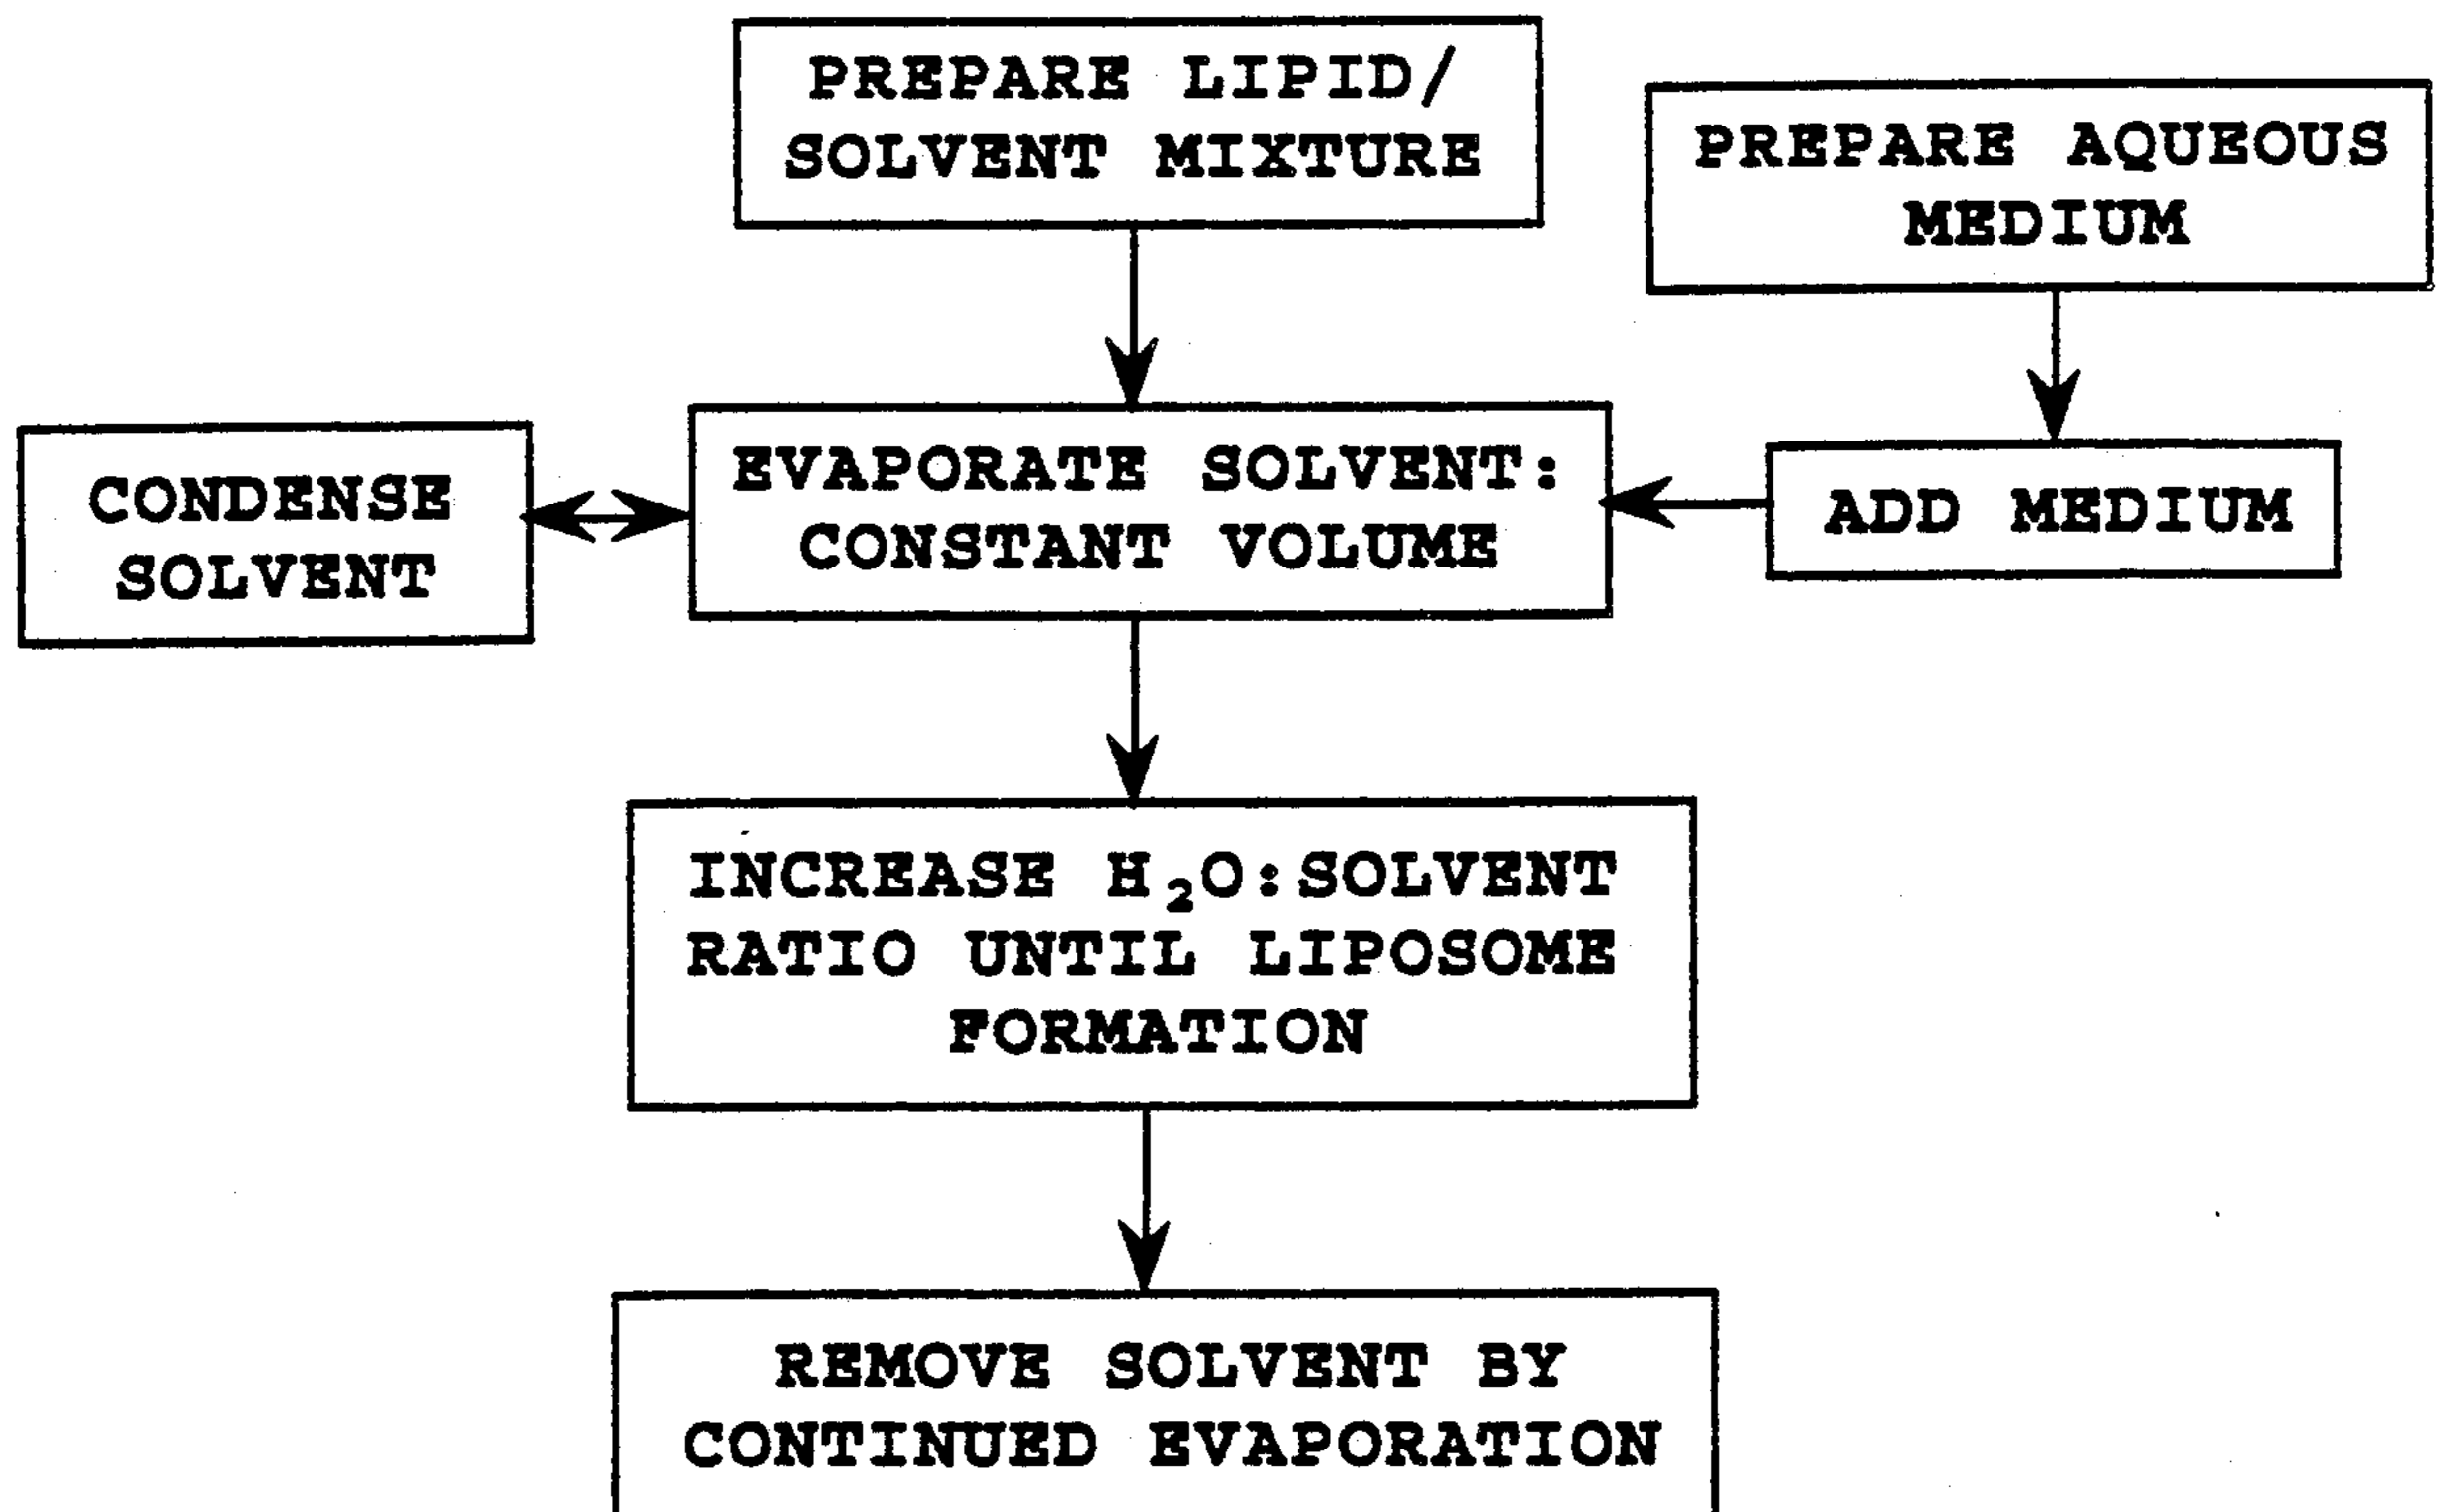 PREPARE LIPID/
SOLVENT MIXTURE
PREPARE AQUEOUS
MEDIUM
CONDENSE
SOLVENT
EVAPORATE SOLVENT:
CONSTANT VOLUME
ADD MEDIUM
INCREASE H₂O:SOLVENT
RATIO UNTIL LIPOSOME
FORMATION
REMOVE SOLVENT BY
CONTINUED EVAPORATION